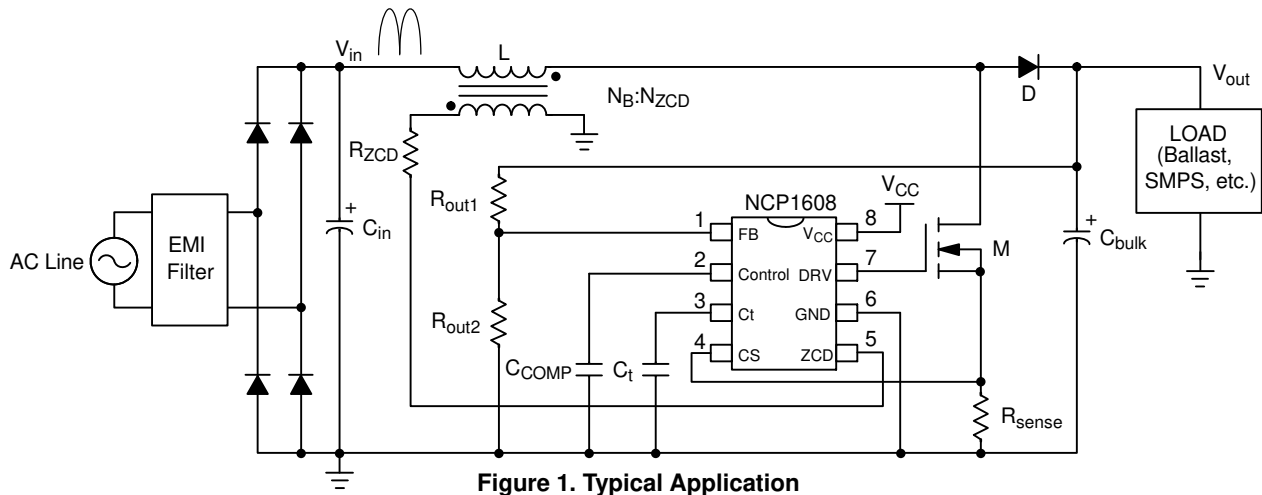 V_in
L
N_B:N_ZCD
D
V_out
LOAD
(Ballast,
SMPS, etc.)
R_ZCD
R_out1
V_CC
NCP1608
AC Line
EMI
Filter
+
C_in
1
FB
V_CC
8
+
C_bulk
M
2
Control
DRV
7
R_out2
3
Ct
GND
6
4
CS
ZCD
5
C_COMP
C_t
R_sense
Figure 1. Typical Application